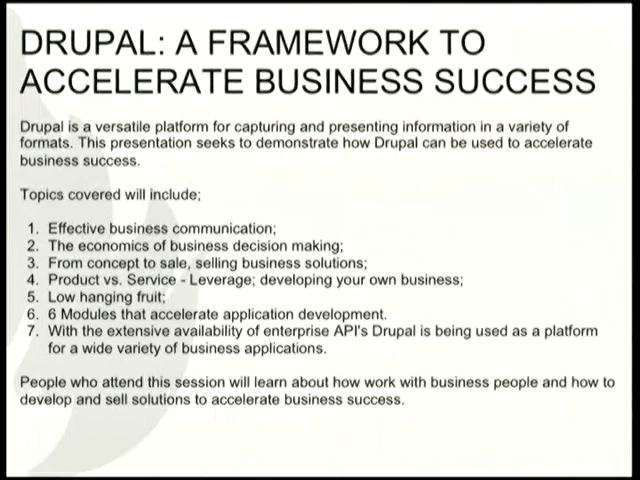 DRUPAL: A FRAMEWORK TO
ACCELERATE BUSINESS SUCCESS
Drupal is a versatile platform for capturing and presenting information in a variety of
formats. This presentation seeks to demonstrate how Drupal can be used to accelerate
business success.
Topics covered will include;
1. Effective business communication;
2. The economics of business decision making;
3. From concept to sale, selling business solutions;
4. Product vs. Service - Leverage; developing your own business;
5. Low hanging fruit;
6. 6 Modules that accelerate application development.
7. With the extensive availability of enterprise API's Drupal is being used as a platform
for a wide variety of business applications.
People who attend this session will learn about how work with business people and how to
develop and sell solutions to accelerate business success.